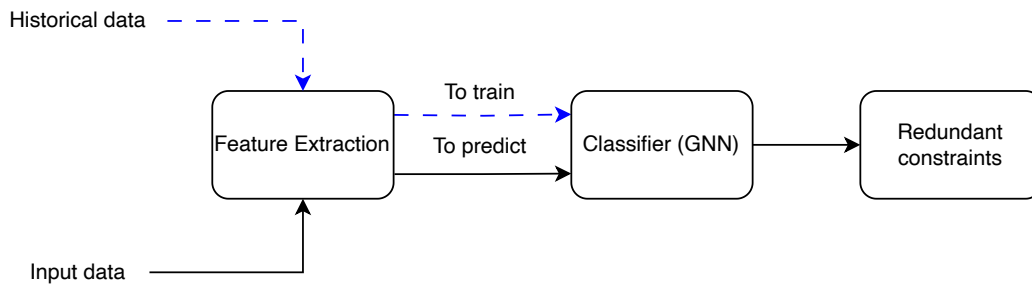 Historical data
To train
Feature Extraction
To predict
Classifier (GNN)
Redundant
constraints
Input data